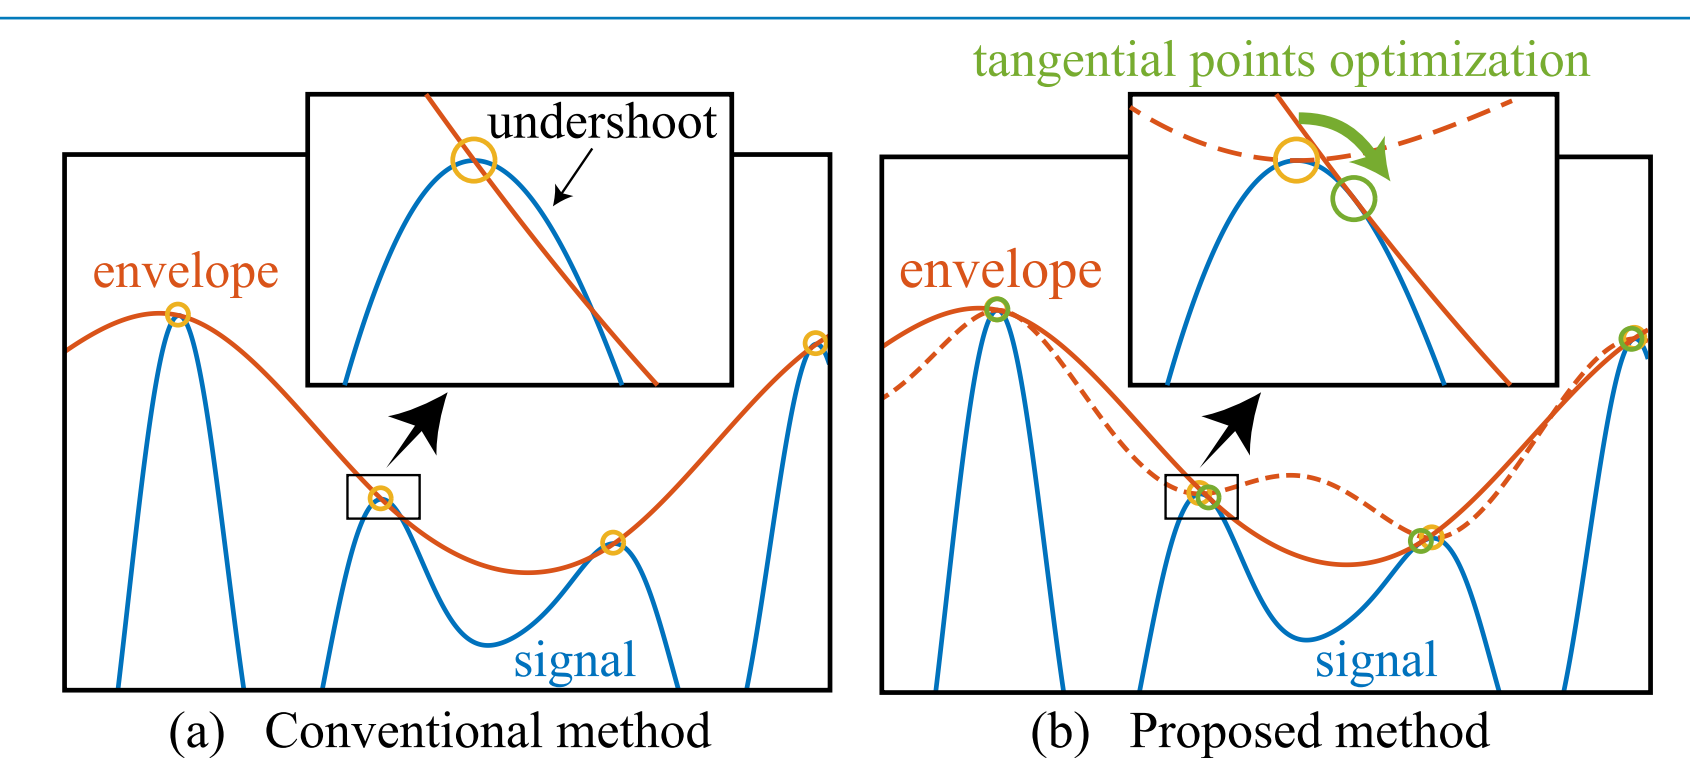 tangential points optimization
undershoot
envelope
signal
(a) Conventional method
envelope
signal
(b) Proposed method